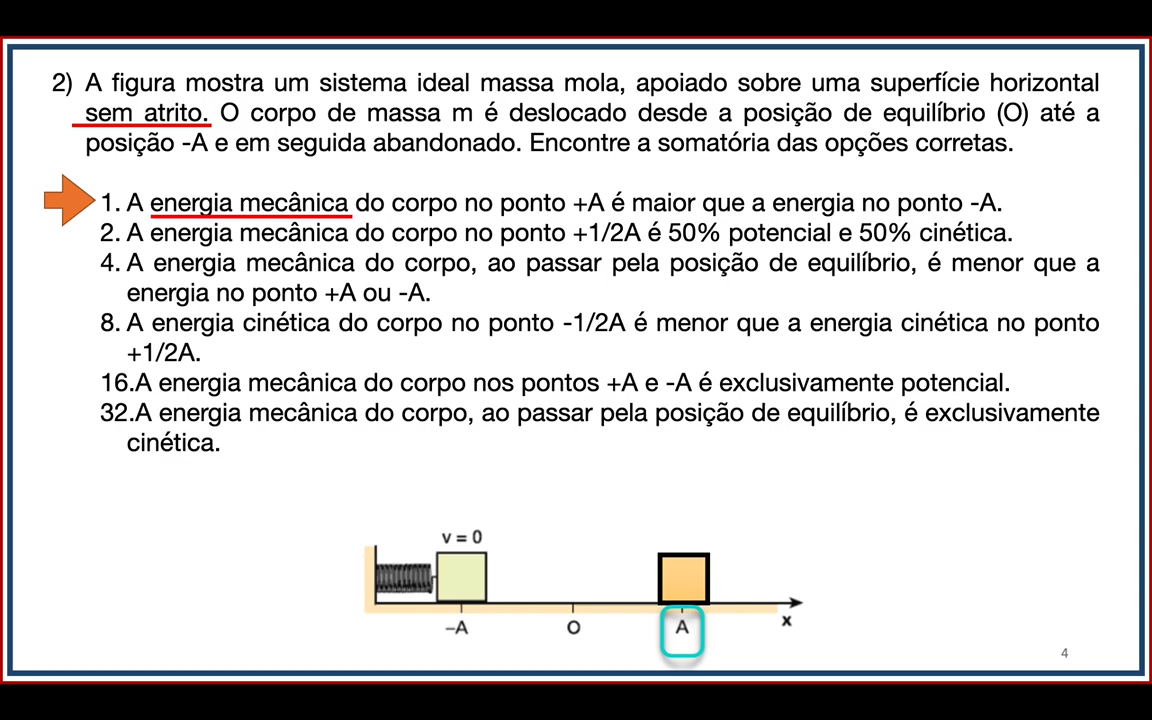 2) A figura mostra um sistema ideal massa mola, apoiado sobre uma superfície horizontal
sem atrito. O corpo de massa m é deslocado desde a posição de equilíbrio (O) até a
posição -A e em seguida abandonado. Encontre a somatória das opções corretas.
1. A energia mecânica do corpo no ponto +A é maior que a energia no ponto -A.
2. A energia mecânica do corpo no ponto +1/2A é 50% potencial e 50% cinética.
4. A energia mecânica do corpo, ao passar pela posição de equilíbrio, é menor que a
energia no ponto +A ou -A.
8. A energia cinética do corpo no ponto -1/2A é menor que a energia cinética no ponto
+1/2A.
16.A energia mecânica do corpo nos pontos +A e -A é exclusivamente potencial.
32.A energia mecânica do corpo, ao passar pela posição de equilíbrio, é exclusivamente
cinética.
v = 0
–A O A x
4